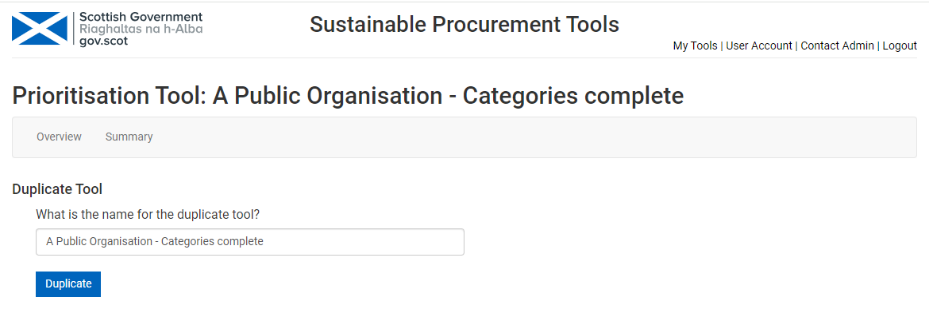 Scottish Government
Riaghaltas na h-Alba
gov.scot
Sustainable Procurement Tools
My Tools | User Account | Contact Admin | Logout
Prioritisation Tool: A Public Organisation - Categories complete
Overview Summary
Duplicate Tool
What is the name for the duplicate tool?
A Public Organisation - Categories complete
Duplicate